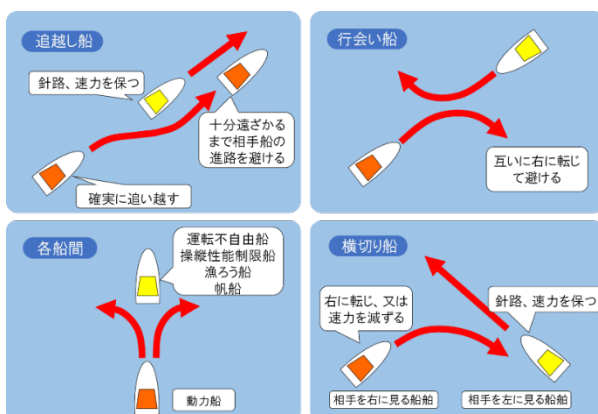 追越し船
針路、速力を保つ
十分遠ざかる
まで相手船の
進路を避ける
確実に追い越す
行会い船
互いに右に転じ
て避ける
各船間
運転不自由船
操縦性能制限船
漁ろう船
帆船
動力船
横切り船
右に転じ、又は
速力を減ずる
針路、速力を保つ
相手を右に見る船舶
相手を左に見る船舶